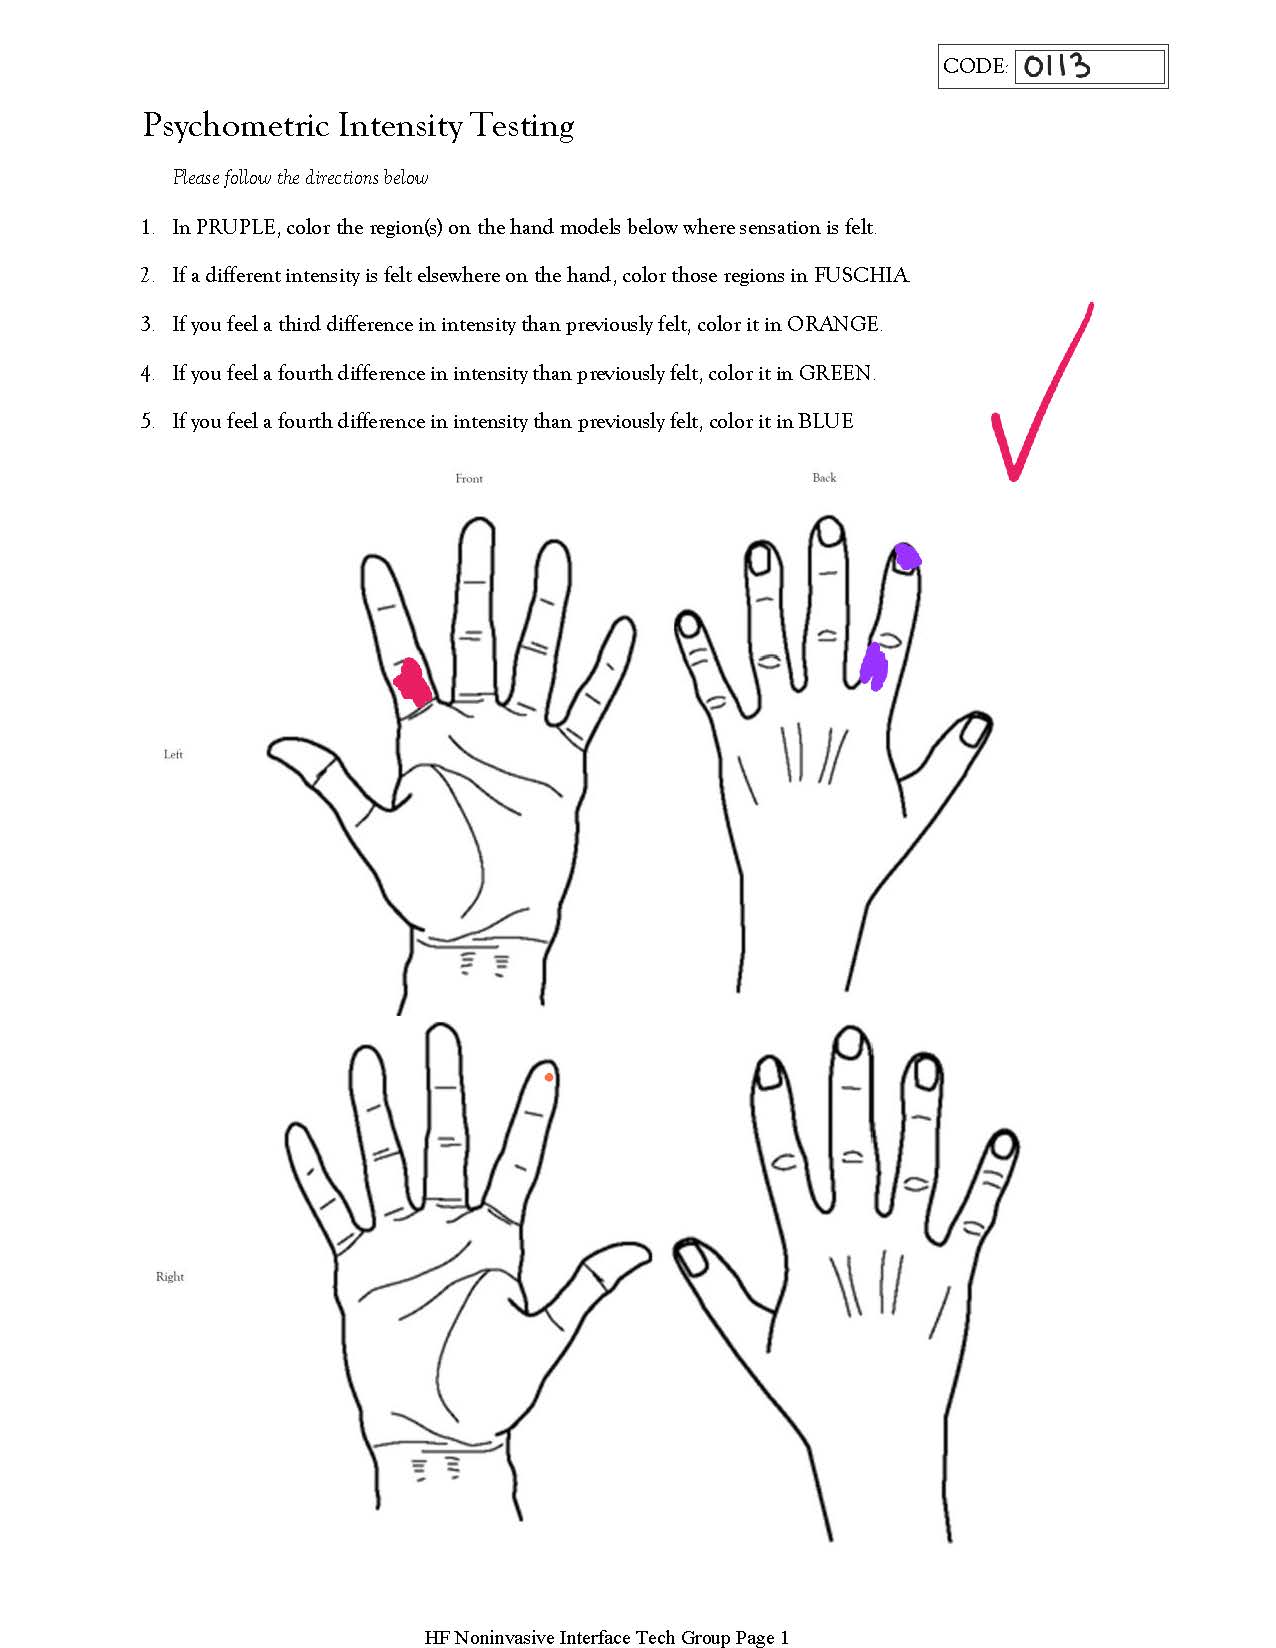 CODE: 0113
Psychometric Intensity Testing
Please follow the directions below
1. In PRUPLE, color the region(s) on the hand models below where sensation is felt.
2. If a different intensity is felt elsewhere on the hand, color those regions in FUSCHIA.
3. If you feel a third difference in intensity than previously felt, color it in ORANGE.
4. If you feel a fourth difference in intensity than previously felt, color it in GREEN.
5. If you feel a fourth difference in intensity than previously felt, color it in BLUE
Front Back
Left
Right
HF Noninvasive Interface Tech Group Page 1